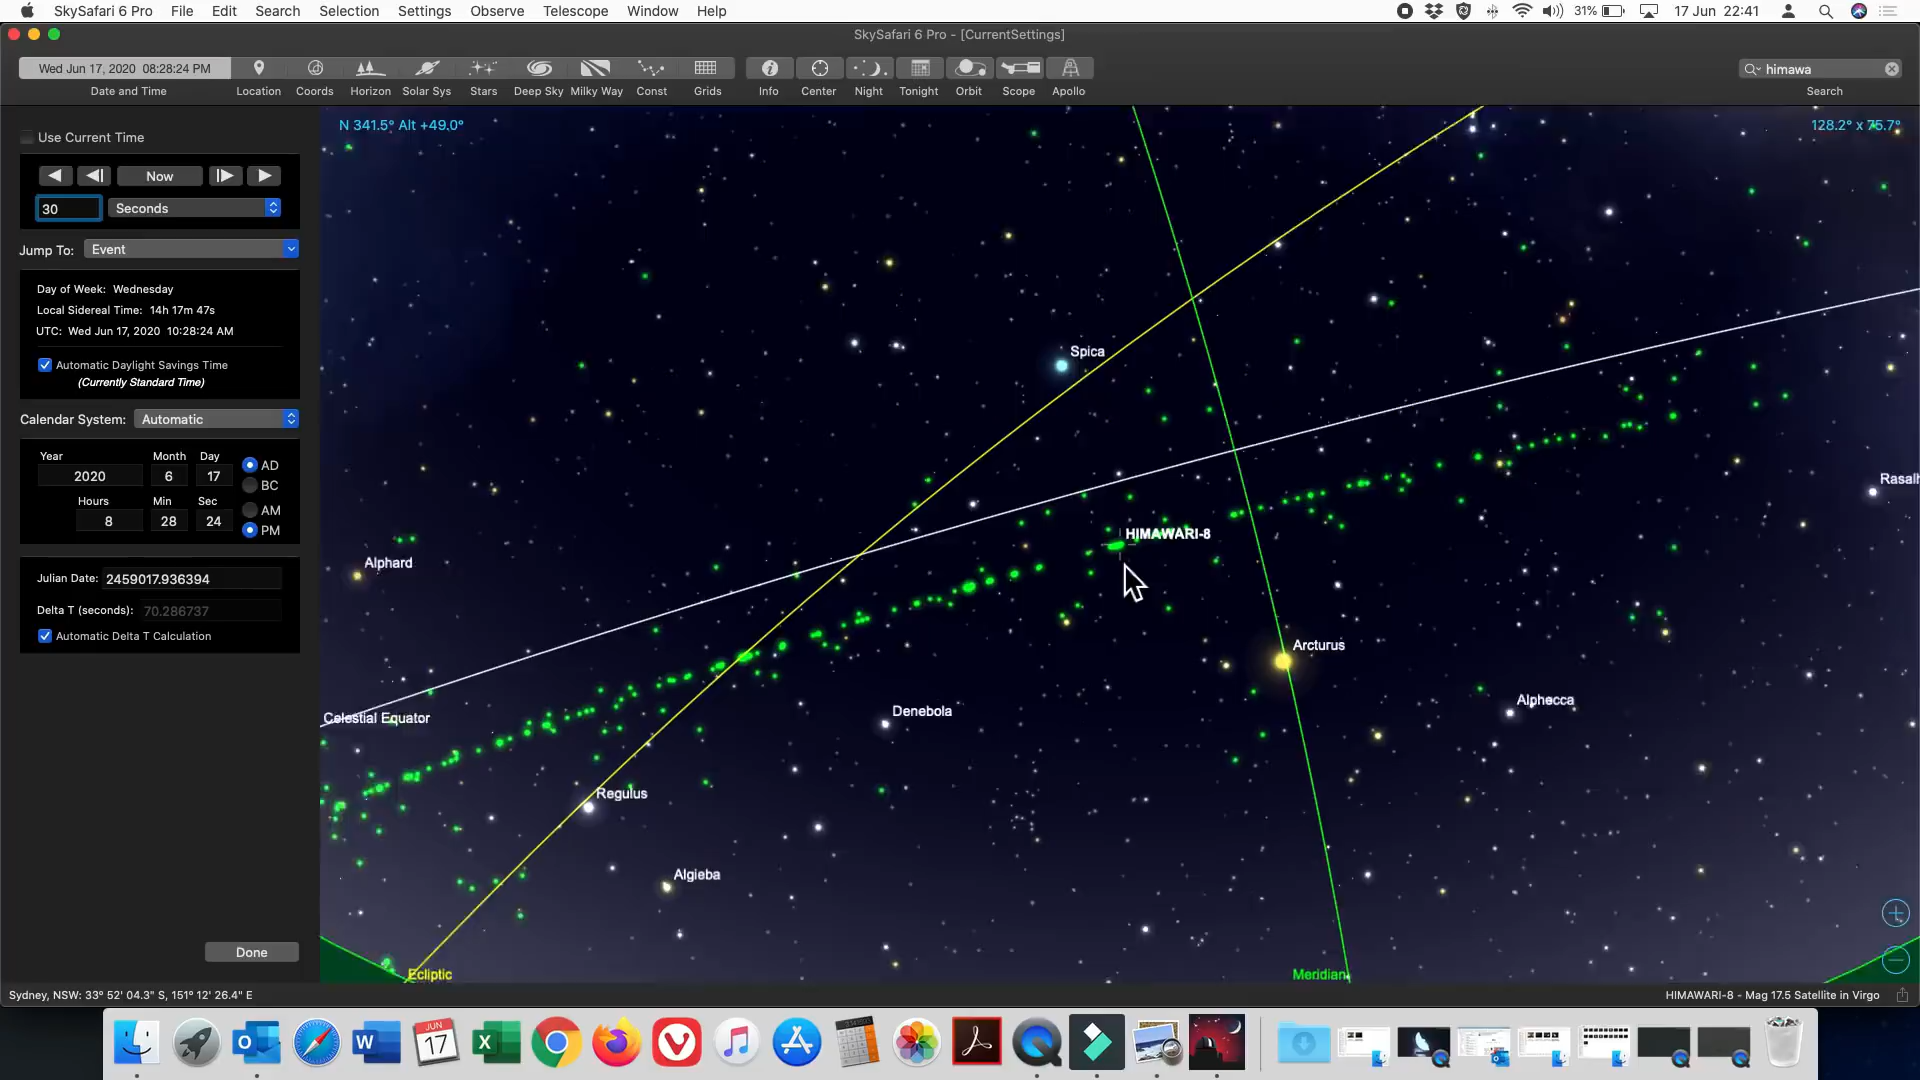 SkySafari 6 Pro File Edit Search Selection Settings Observe Telescope Window Help 31% 17 Jun 22:41
SkySafari 6 Pro - [CurrentSettings]
Wed Jun 17, 2020 08:28:24 PM himawa
Date and Time Location Coords Horizon Solar Sys Stars Deep Sky Milky Way Const Grids Info Center Night Tonight Orbit Scope Apollo Search
N 341.5° Alt +49.0° 128.2° x 75.7°
Use Current Time
Now
30 Seconds
Jump To: Event
Day of Week: Wednesday
Local Sidereal Time: 14h 17m 47s
UTC: Wed Jun 17, 2020 10:28:24 AM
Automatic Daylight Savings Time
(Currently Standard Time)
Calendar System: Automatic
Year Month Day
2020 6 17
AD
BC
Hours Min Sec
8 28 24
AM
PM
Julian Date: 2459017.936394
Delta T (seconds): 70.286737
Automatic Delta T Calculation
Done
Spica
Rasalh
HIMAWARI-8
Alphard
Arcturus
Alphecca
Denebola
Celestial Equator
Regulus
Algieba
Ecliptic
Meridian
Sydney, NSW: 33° 52' 04.3" S, 151° 12' 26.4" E HIMAWARI-8 - Mag 17.5 Satellite in Virgo
JUN
17